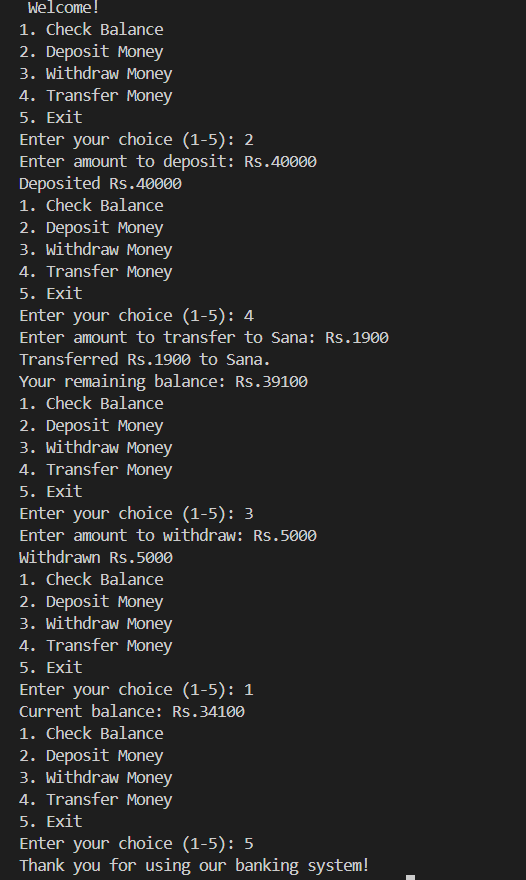 Welcome!
1. Check Balance
2. Deposit Money
3. Withdraw Money
4. Transfer Money
5. Exit
Enter your choice (1-5): 2
Enter amount to deposit: Rs.40000
Deposited Rs.40000
1. Check Balance
2. Deposit Money
3. Withdraw Money
4. Transfer Money
5. Exit
Enter your choice (1-5): 4
Enter amount to transfer to Sana: Rs.1900
Transferred Rs.1900 to Sana.
Your remaining balance: Rs.39100
1. Check Balance
2. Deposit Money
3. Withdraw Money
4. Transfer Money
5. Exit
Enter your choice (1-5): 3
Enter amount to withdraw: Rs.5000
Withdrawn Rs.5000
1. Check Balance
2. Deposit Money
3. Withdraw Money
4. Transfer Money
5. Exit
Enter your choice (1-5): 1
Current balance: Rs.34100
1. Check Balance
2. Deposit Money
3. Withdraw Money
4. Transfer Money
5. Exit
Enter your choice (1-5): 5
Thank you for using our banking system!